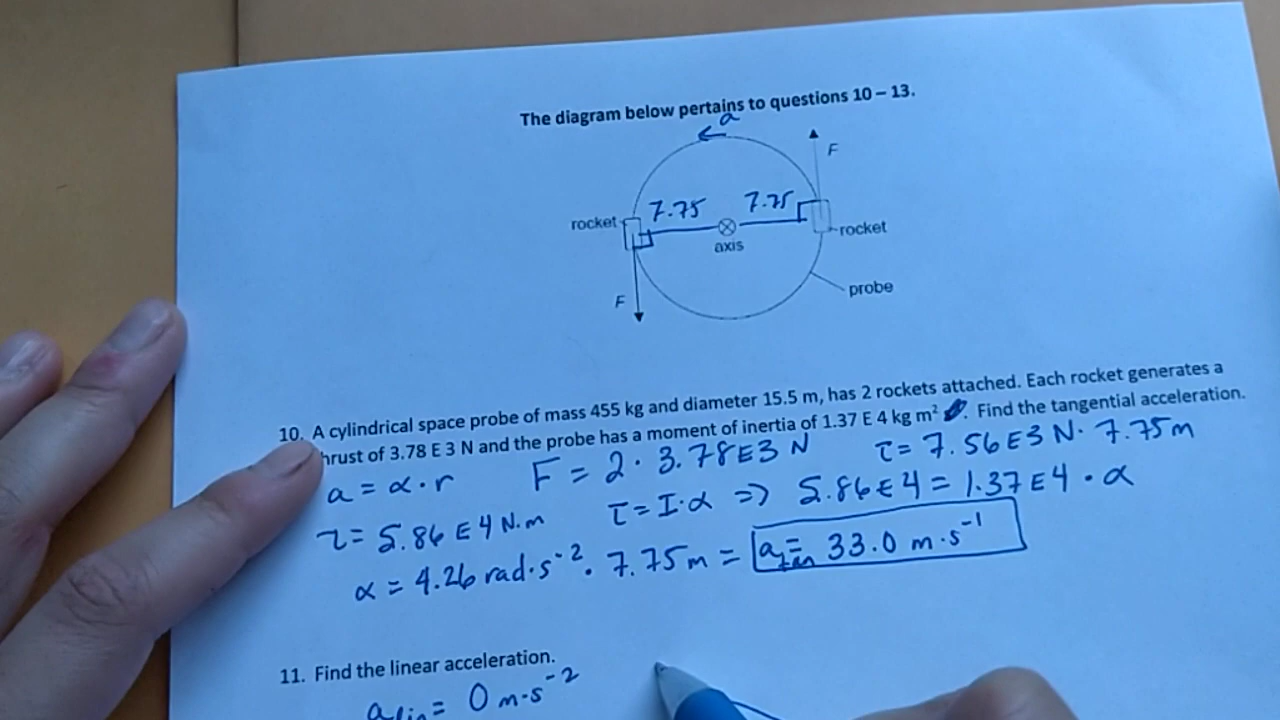 The diagram below pertains to questions 10 – 13.
a
F
7.75 7.75
rocket
rocket
axis
F
probe
10. A cylindrical space probe of mass 455 kg and diameter 15.5 m, has 2 rockets attached. Each rocket generates a
hrust of 3.78 E 3 N and the probe has a moment of inertia of 1.37 E 4 kg m² . Find the tangential acceleration.
a = α · r F = 2 · 3.78E3 N τ = 7.56E3 N · 7.75m
τ = 5.86 E4 N·m τ = I·α => 5.86E4 = 1.37E4 · α
α = 4.26 rad·s⁻² · 7.75m = a_tan = 33.0 m·s⁻¹
11. Find the linear acceleration.
a_lin = 0 m·s⁻²